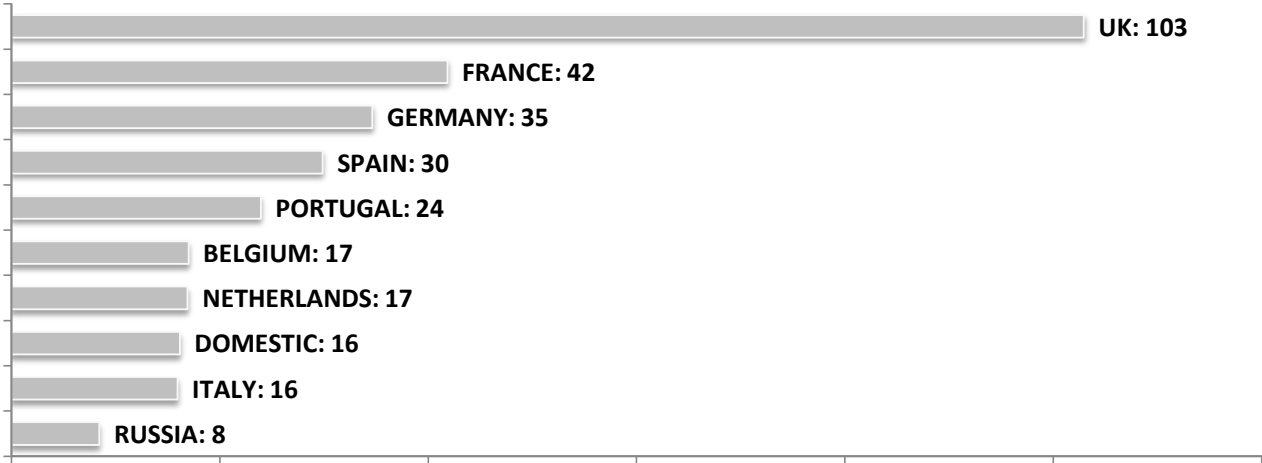 UK: 103
FRANCE: 42
GERMANY: 35
SPAIN: 30
PORTUGAL: 24
BELGIUM: 17
NETHERLANDS: 17
DOMESTIC: 16
ITALY: 16
RUSSIA: 8